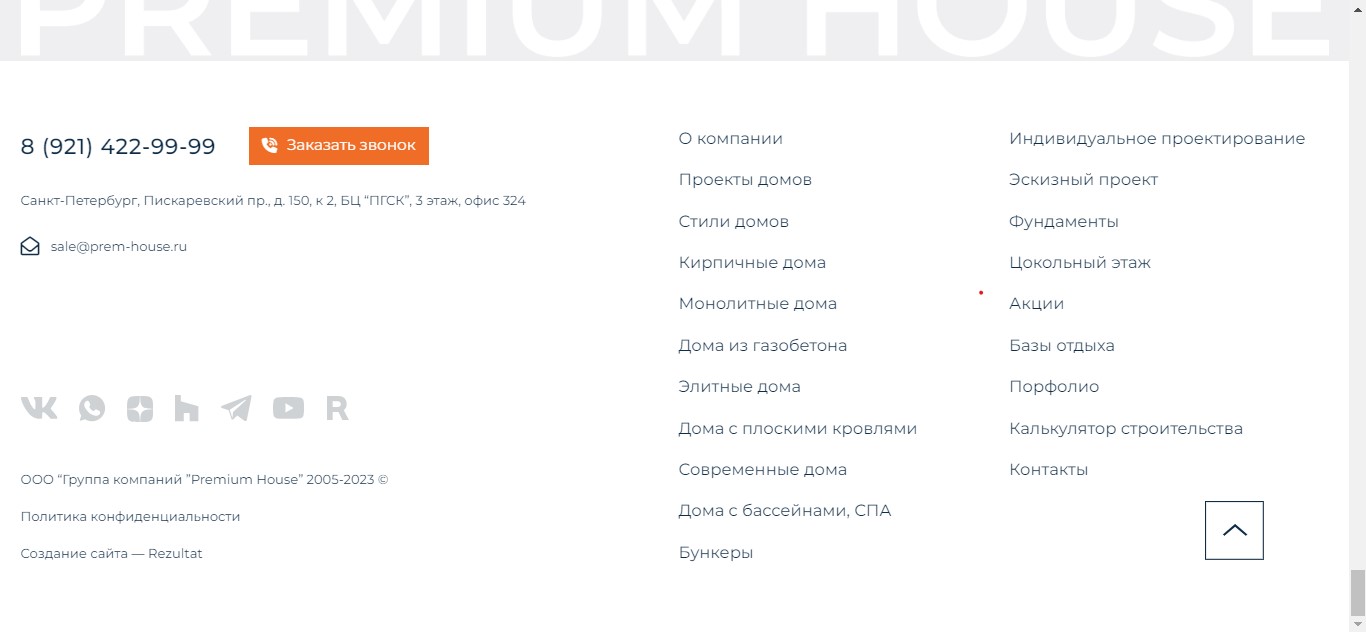 PREMIUM HOUSE
8 (921) 422-99-99
Заказать звонок
Санкт-Петербург, Пискаревский пр., д. 150, к 2, БЦ “ПГСК”, 3 этаж, офис 324
sale@prem-house.ru
ООО “Группа компаний ”Premium House” 2005-2023 ©
Политика конфиденциальности
Создание сайта — Rezultat
О компании
Проекты домов
Стили домов
Кирпичные дома
Монолитные дома
Дома из газобетона
Элитные дома
Дома с плоскими кровлями
Современные дома
Дома с бассейнами, СПА
Бункеры
Индивидуальное проектирование
Эскизный проект
Фундаменты
Цокольный этаж
Акции
Базы отдыха
Порфолио
Калькулятор строительства
Контакты